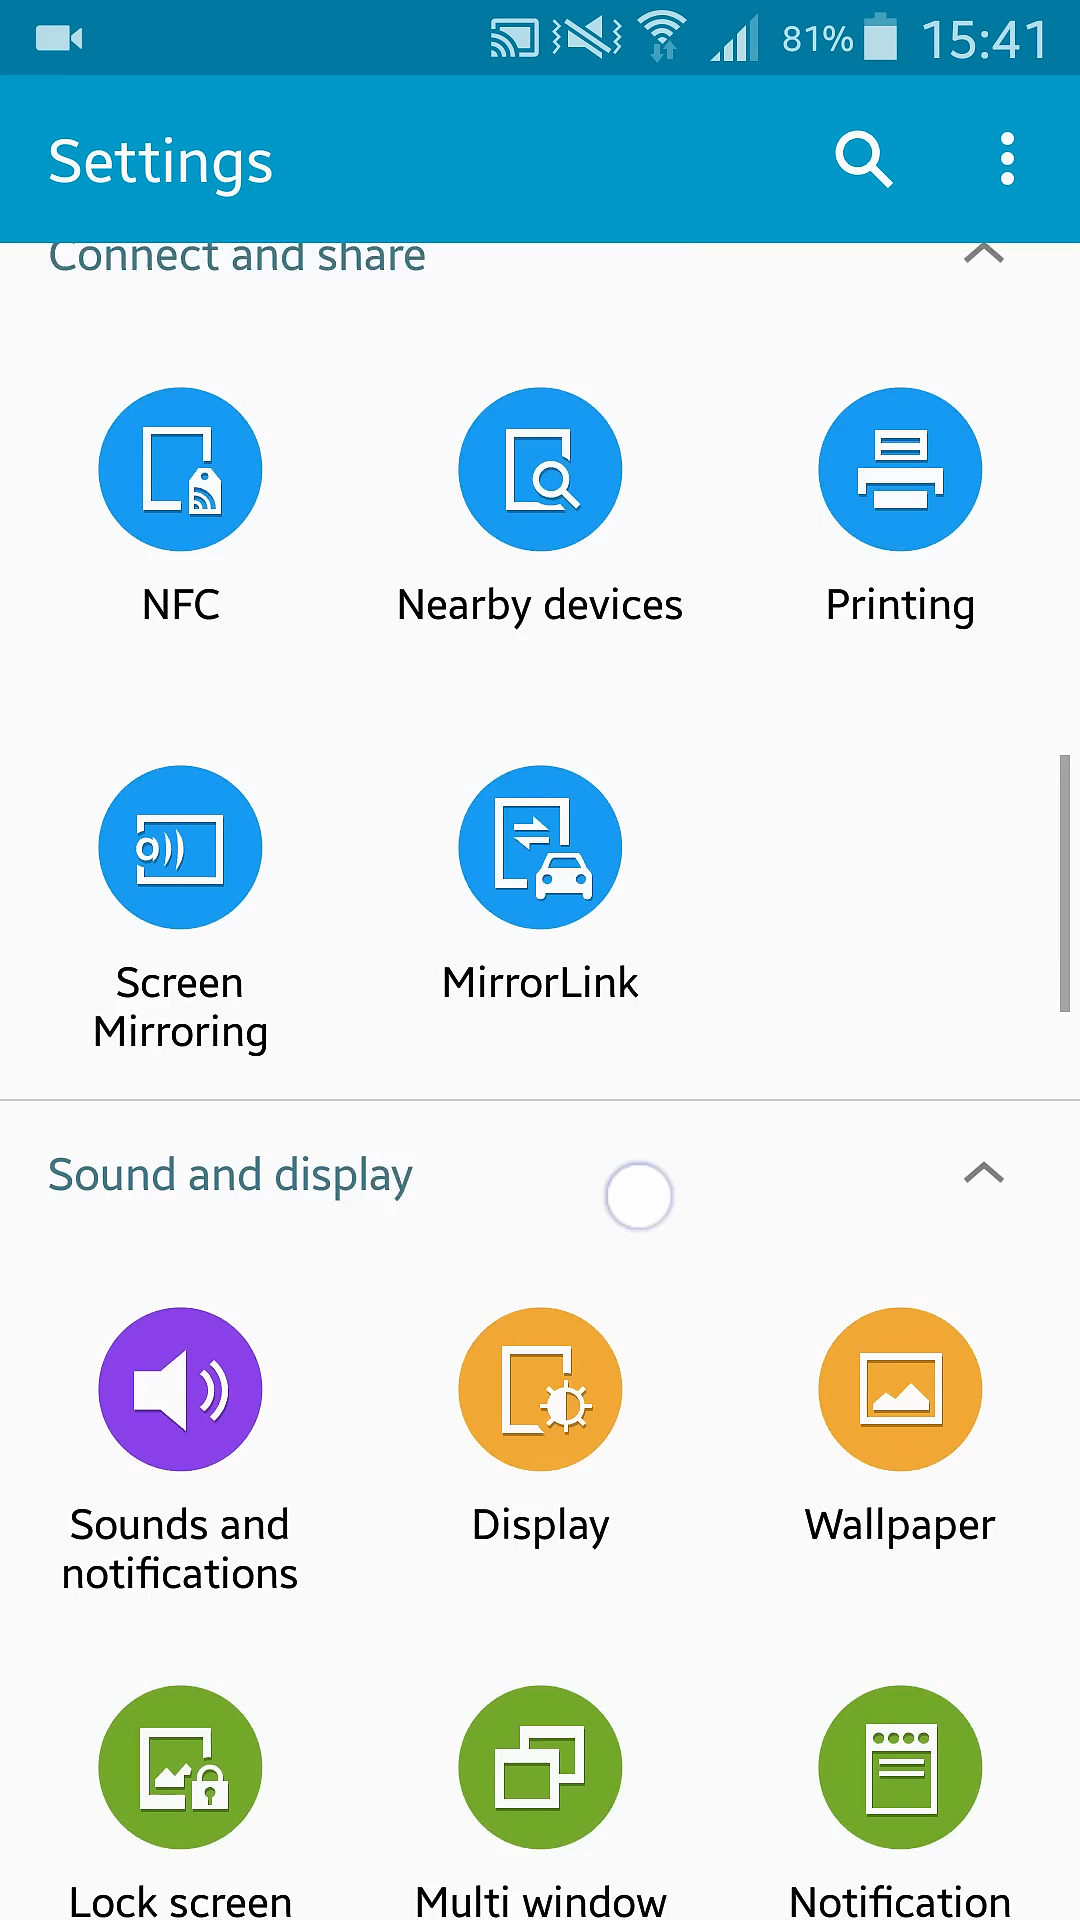 81% 15:41
Settings
Connect and share
NFC Nearby devices Printing
Screen
Mirroring
MirrorLink
Sound and display
Sounds and
notifications
Display
Wallpaper
Lock screen Multi window Notification